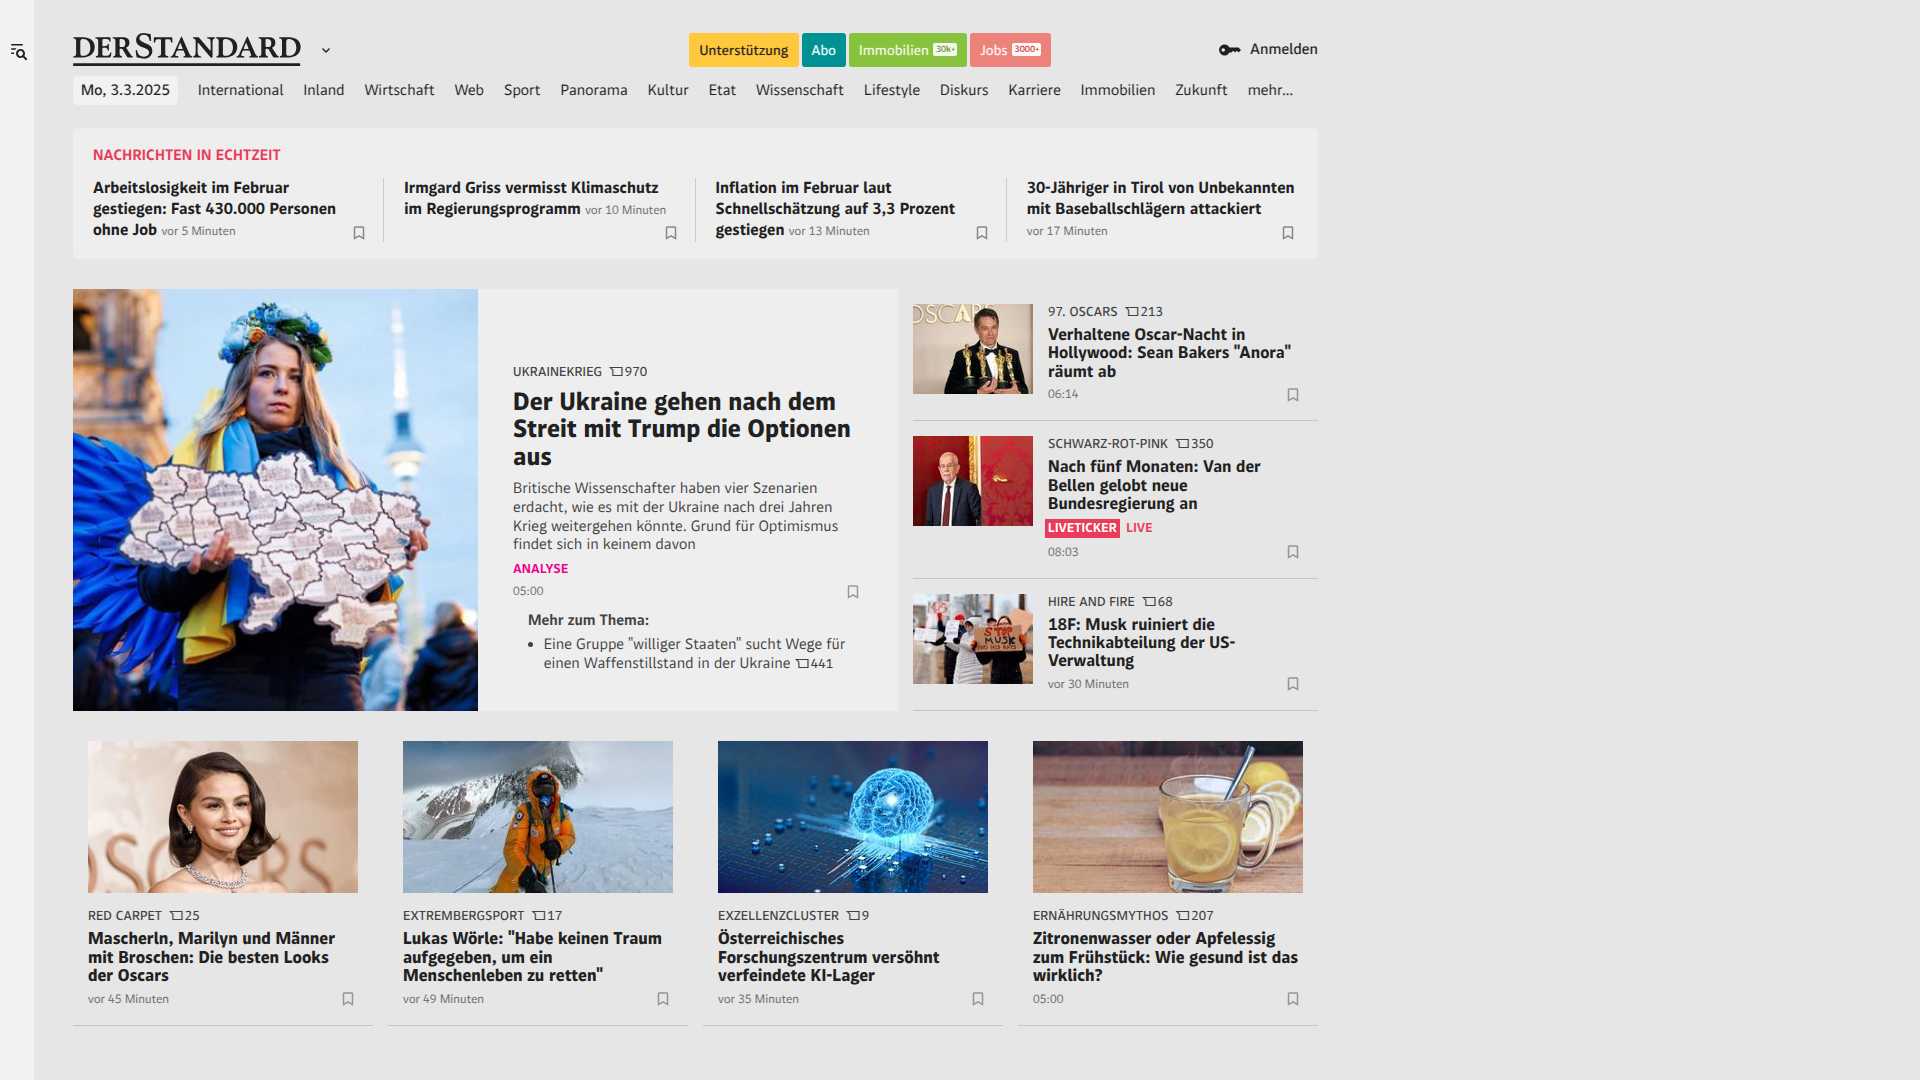 DERSTANDARD
Unterstützung
Abo
Immobilien 30k+
Jobs 3000+
Anmelden
Mo, 3.3.2025
International
Inland
Wirtschaft
Web
Sport
Panorama
Kultur
Etat
Wissenschaft
Lifestyle
Diskurs
Karriere
Immobilien
Zukunft
mehr...
NACHRICHTEN IN ECHTZEIT
Arbeitslosigkeit im Februar
gestiegen: Fast 430.000 Personen
ohne Job vor 5 Minuten
Irmgard Griss vermisst Klimaschutz
im Regierungsprogramm vor 10 Minuten
Inflation im Februar laut
Schnellschätzung auf 3,3 Prozent
gestiegen vor 13 Minuten
30-Jähriger in Tirol von Unbekannten
mit Baseballschlägern attackiert
vor 17 Minuten
UKRAINEKRIEG 970
Der Ukraine gehen nach dem
Streit mit Trump die Optionen
aus
Britische Wissenschafter haben vier Szenarien
erdacht, wie es mit der Ukraine nach drei Jahren
Krieg weitergehen könnte. Grund für Optimismus
findet sich in keinem davon
ANALYSE
05:00
Mehr zum Thema:
• Eine Gruppe "williger Staaten" sucht Wege für
einen Waffenstillstand in der Ukraine 441
OSCARS
97. OSCARS 213
Verhaltene Oscar-Nacht in
Hollywood: Sean Bakers "Anora"
räumt ab
06:14
SCHWARZ-ROT-PINK 350
Nach fünf Monaten: Van der
Bellen gelobt neue
Bundesregierung an
LIVETICKER LIVE
08:03
STOP
MUSK
HIRE AND FIRE 68
18F: Musk ruiniert die
Technikabteilung der US-
Verwaltung
vor 30 Minuten
OSCARS
RED CARPET 25
Mascherln, Marilyn und Männer
mit Broschen: Die besten Looks
der Oscars
vor 45 Minuten
EXTREMBERGSPORT 17
Lukas Wörle: "Habe keinen Traum
aufgegeben, um ein
Menschenleben zu retten"
vor 49 Minuten
EXZELLENZCLUSTER 9
Österreichisches
Forschungszentrum versöhnt
verfeindete KI-Lager
vor 35 Minuten
ERNÄHRUNGSMYTHOS 207
Zitronenwasser oder Apfelessig
zum Frühstück: Wie gesund ist das
wirklich?
05:00